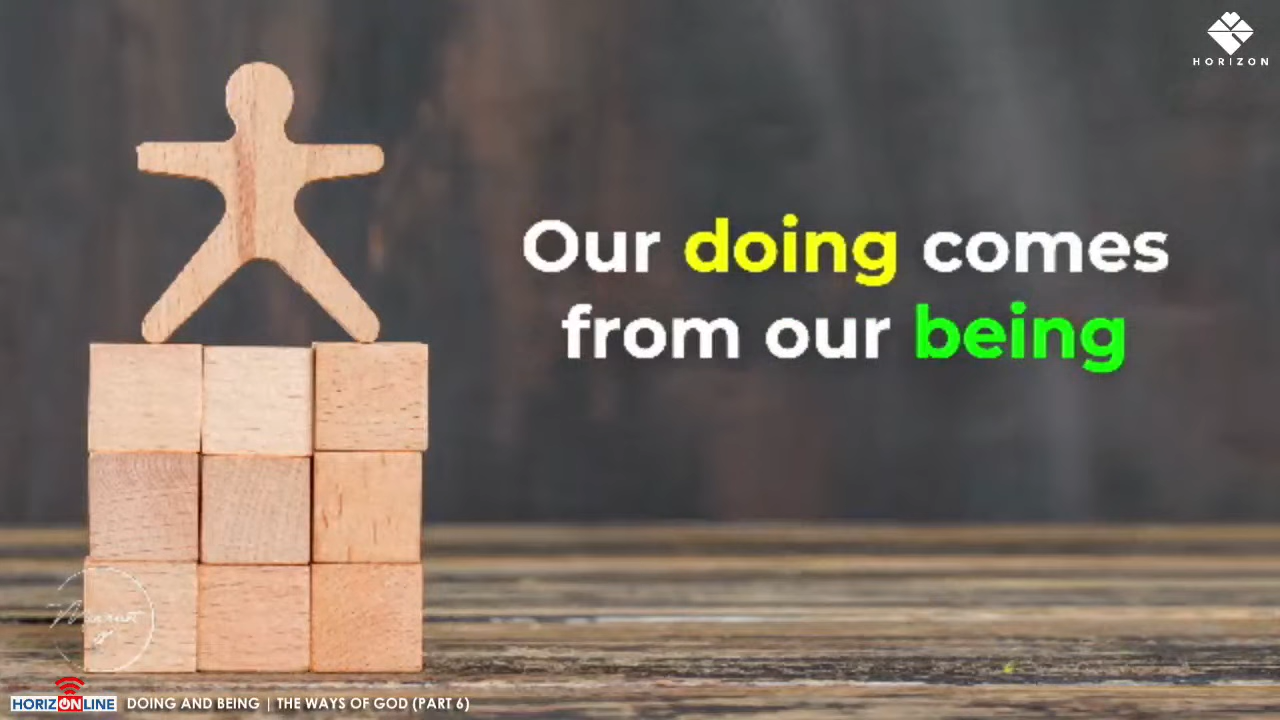 HORIZON
Our doing comes
from our being
HORIZONLINE
DOING AND BEING | THE WAYS OF GOD (PART 6)